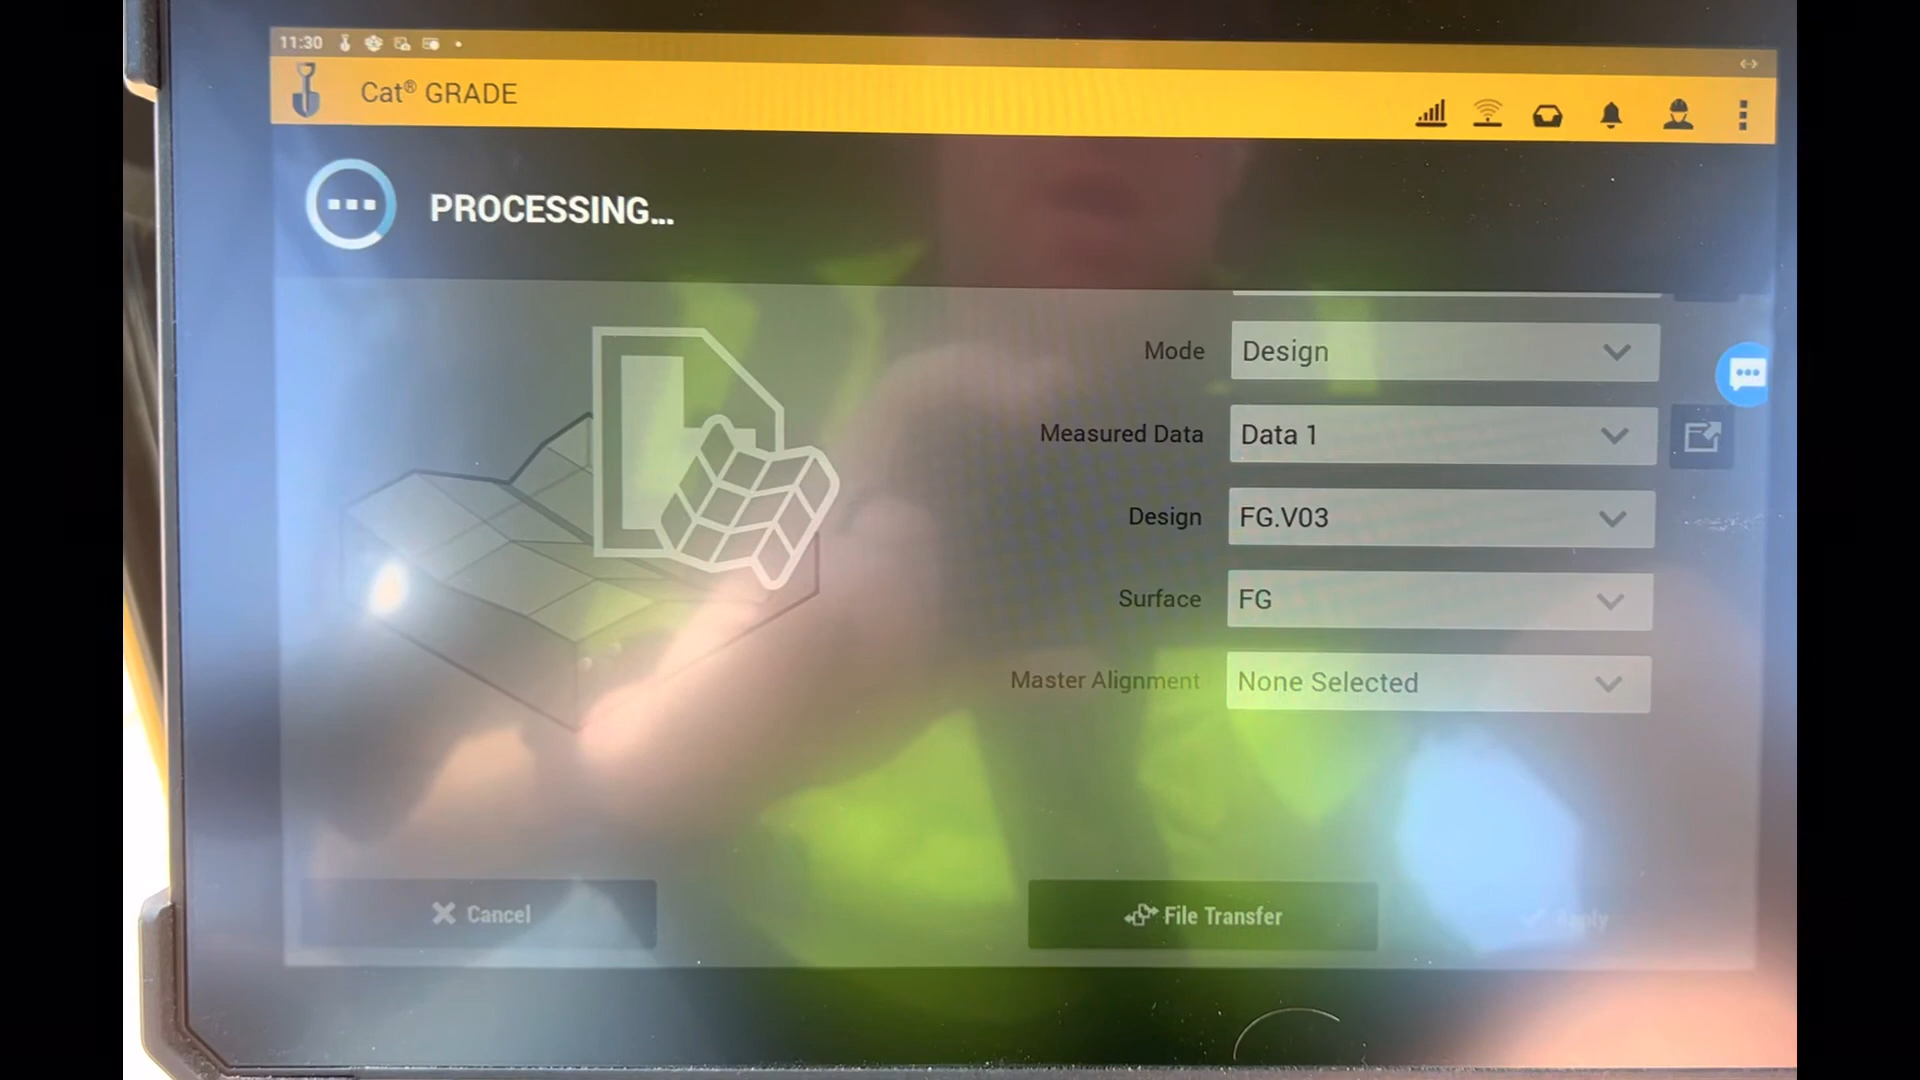 11:30
Cat® GRADE
PROCESSING...
Mode Design
Measured Data Data 1
Design FG.V03
Surface FG
Master Alignment None Selected
Cancel File Transfer Apply